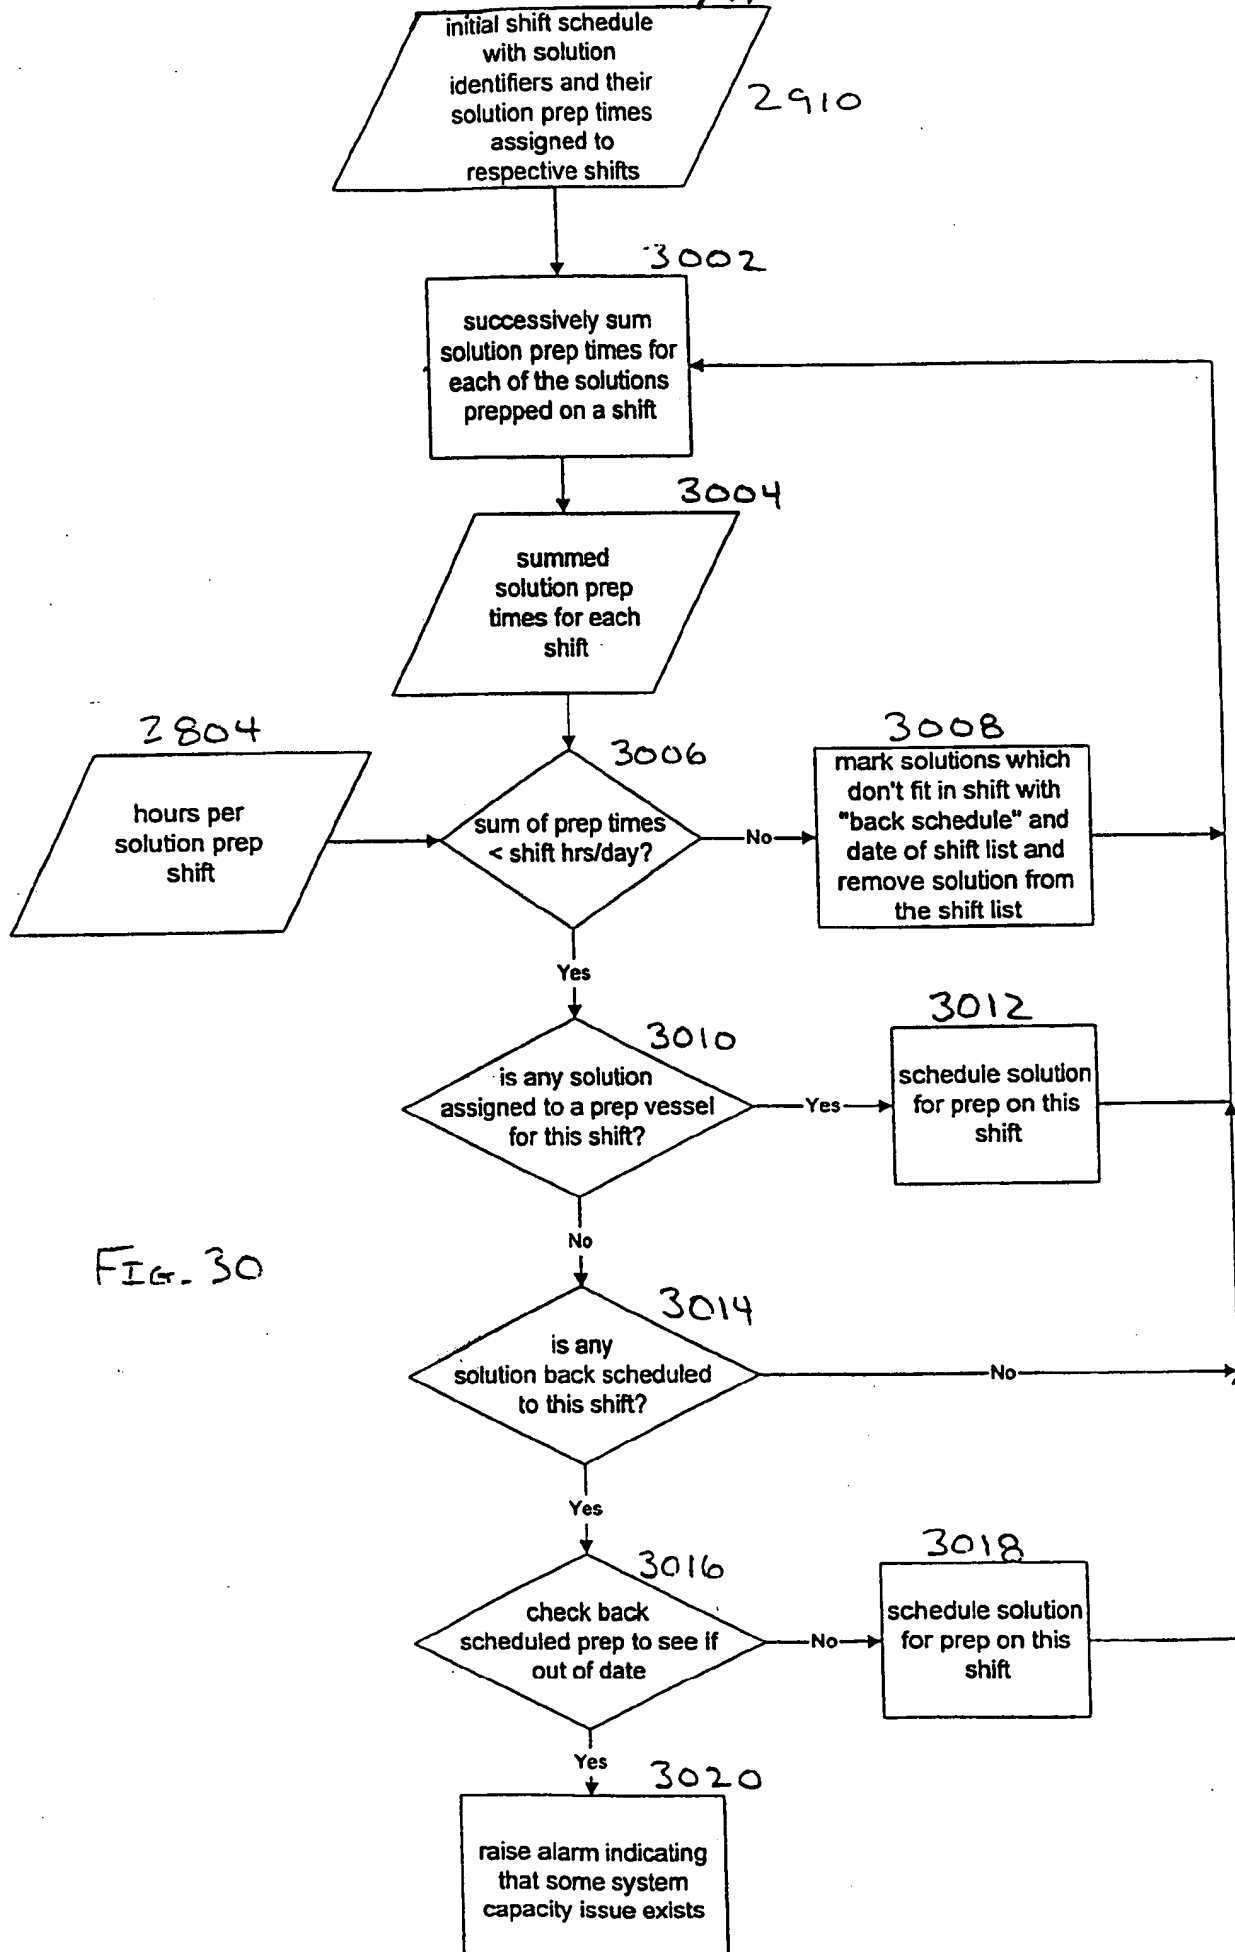 initial shift schedule
with solution
identifiers and their
solution prep times
assigned to
respective shifts
2910
3002
successively sum
solution prep times for
each of the solutions
prepped on a shift
3004
summed
solution prep
times for each
shift
2804
hours per
solution prep
shift
3006
sum of prep times
< shift hrs/day?
No
3008
mark solutions which
don't fit in shift with
"back schedule" and
date of shift list and
remove solution from
the shift list
Yes
3010
is any solution
assigned to a prep vessel
for this shift?
Yes
3012
schedule solution
for prep on this
shift
No
FIG. 30
3014
is any
solution back scheduled
to this shift?
No
Yes
3016
check back
scheduled prep to see if
out of date
No
3018
schedule solution
for prep on this
shift
Yes
3020
raise alarm indicating
that some system
capacity issue exists